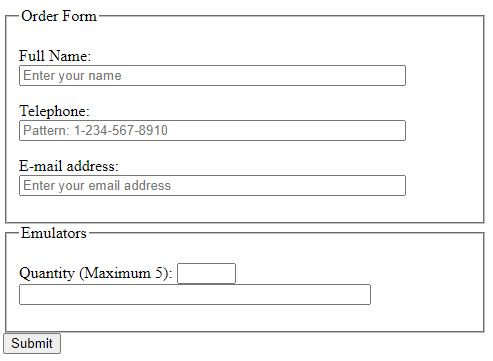 Order Form
Full Name:
Enter your name
Telephone:
Pattern: 1-234-567-8910
E-mail address:
Enter your email address
Emulators
Quantity (Maximum 5):
Submit